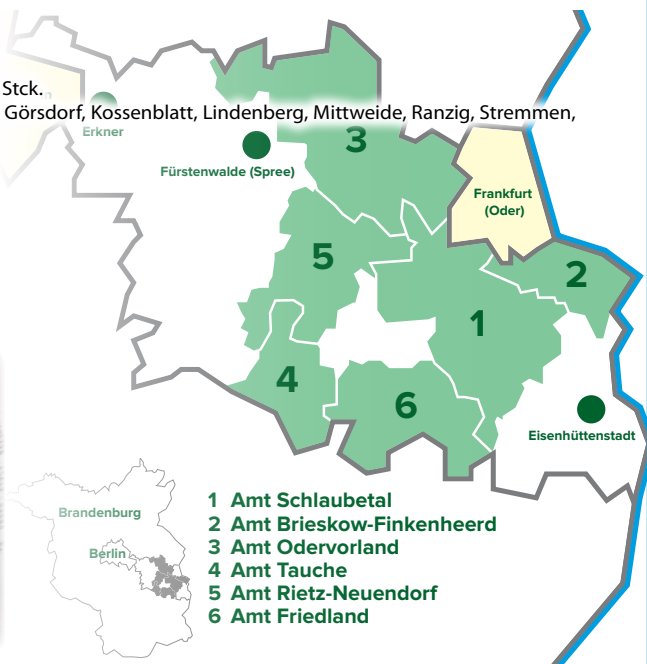 Stck.
Görsdorf, Kossenblatt, Lindenberg, Mittweide, Ranzig, Stremmen,
Erkner
3
Fürstenwalde (Spree)
Frankfurt
(Oder)
5
2
1
4
6
Eisenhüttenstadt
Brandenburg
Berlin
1 Amt Schlaubetal
2 Amt Brieskow-Finkenheerd
3 Amt Odervorland
4 Amt Tauche
5 Amt Rietz-Neuendorf
6 Amt Friedland